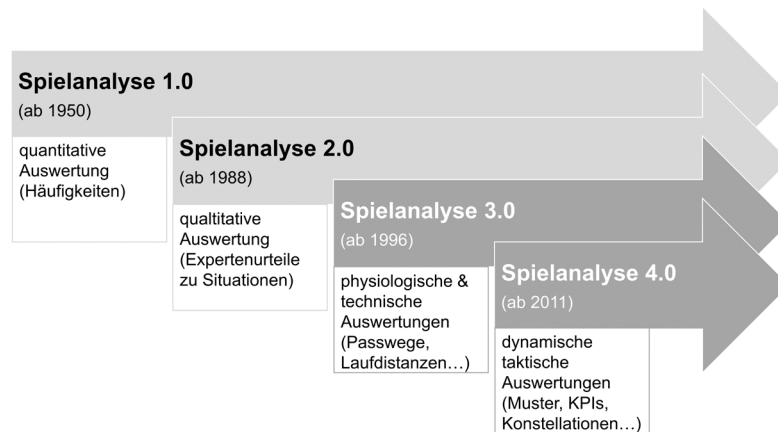 Spielanalyse 1.0
(ab 1950)
quantitative
Auswertung
(Häufigkeiten)
Spielanalyse 2.0
(ab 1988)
qualtitative
Auswertung
(Expertenurteile
zu Situationen)
Spielanalyse 3.0
(ab 1996)
physiologische &
technische
Auswertungen
(Passwege,
Laufdistanzen…)
Spielanalyse 4.0
(ab 2011)
dynamische
taktische
Auswertungen
(Muster, KPIs,
Konstellationen…)